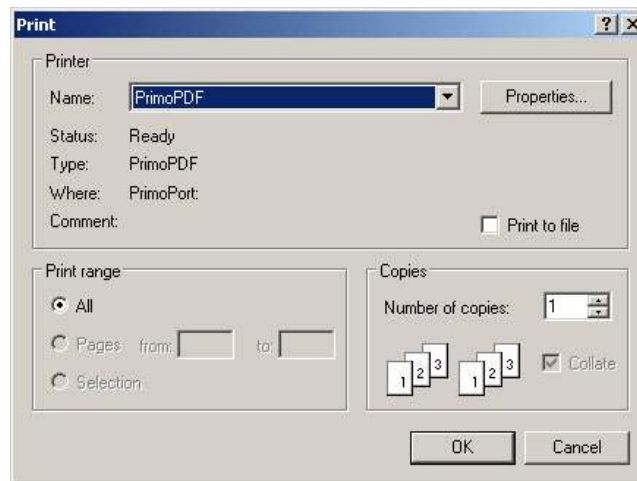 Print
Printer
Name: PrimoPDF Properties...
Status: Ready
Type: PrimoPDF
Where: PrimoPort:
Comment: Print to file
Print range
All
Pages from: to:
Selection
Copies
Number of copies: 1
1 2 3 1 2 3 Collate
OK Cancel